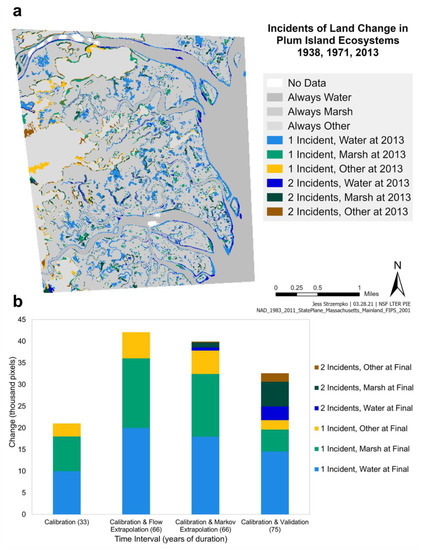 a
Incidents of Land Change in
Plum Island Ecosystems
1938, 1971, 2013
No Data
Always Water
Always Marsh
Always Other
1 Incident, Water at 2013
1 Incident, Marsh at 2013
1 Incident, Other at 2013
2 Incidents, Water at 2013
2 Incidents, Marsh at 2013
2 Incidents, Other at 2013
N
0 0.5 1 2
Miles
Jess Strzempko | 03.28.21 | NSF LTER PIE
NAD_1983_2011_StatePlane_Massachusetts_Mainland_FIPS_2001
b
Change (thousand pixels)
45
40
35
30
25
20
15
10
5
0
2 Incidents, Other at Final
2 Incidents, Marsh at Final
2 Incidents, Water at Final
1 Incident, Other at Final
1 Incident, Marsh at Final
1 Incident, Water at Final
Calibration (33)
Calibration & Flow
Extrapolation (66)
Calibration & Markov
Extrapolation (66)
Calibration & Validation
(75)
Time Interval (years of duration)